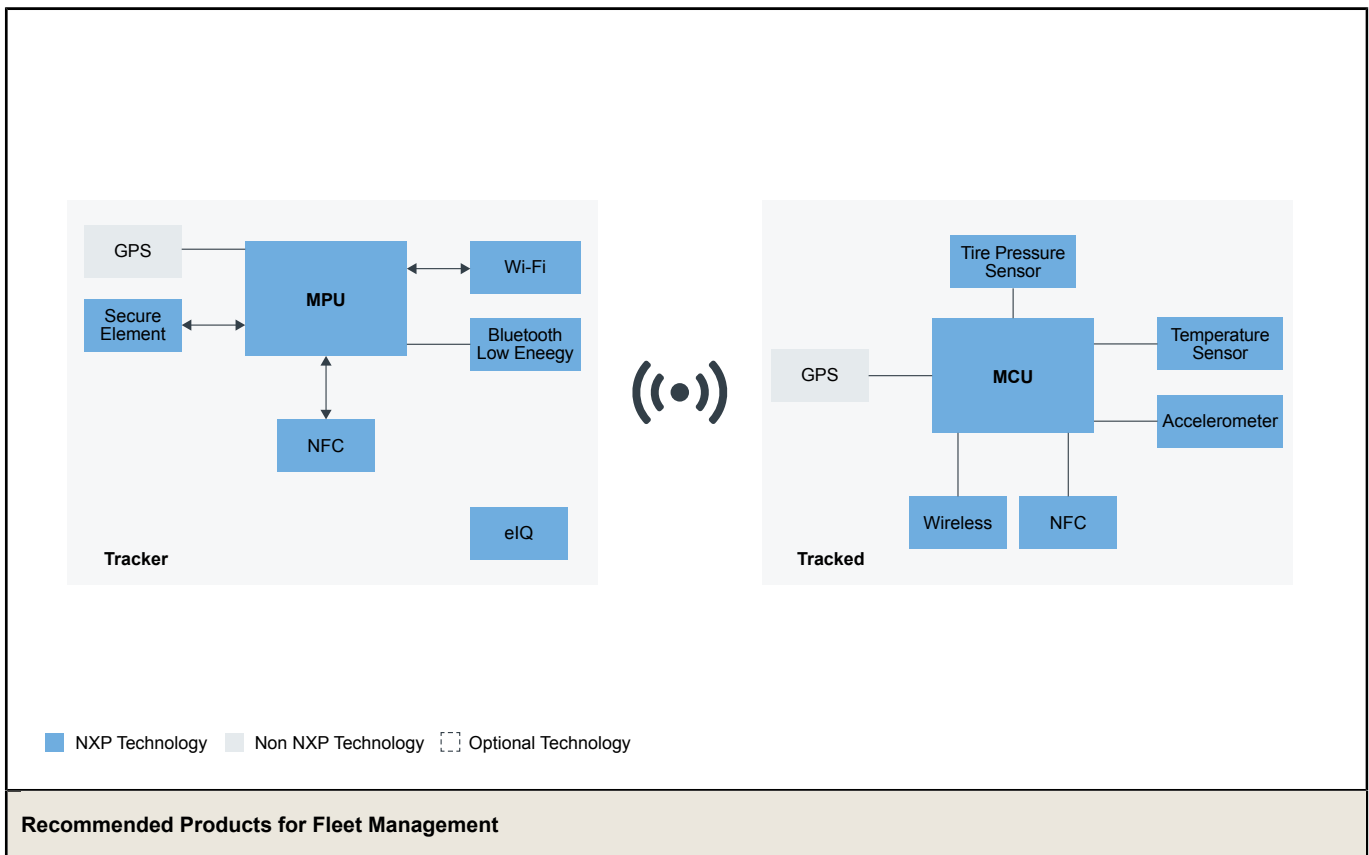 GPS
MPU
Wi-Fi
Secure
Element
Bluetooth
Low Eneegy
NFC
eIQ
Tracker
Tire Pressure
Sensor
Temperature
Sensor
GPS
MCU
Accelerometer
Wireless
NFC
Tracked
NXP Technology
Non NXP Technology
Optional Technology
Recommended Products for Fleet Management